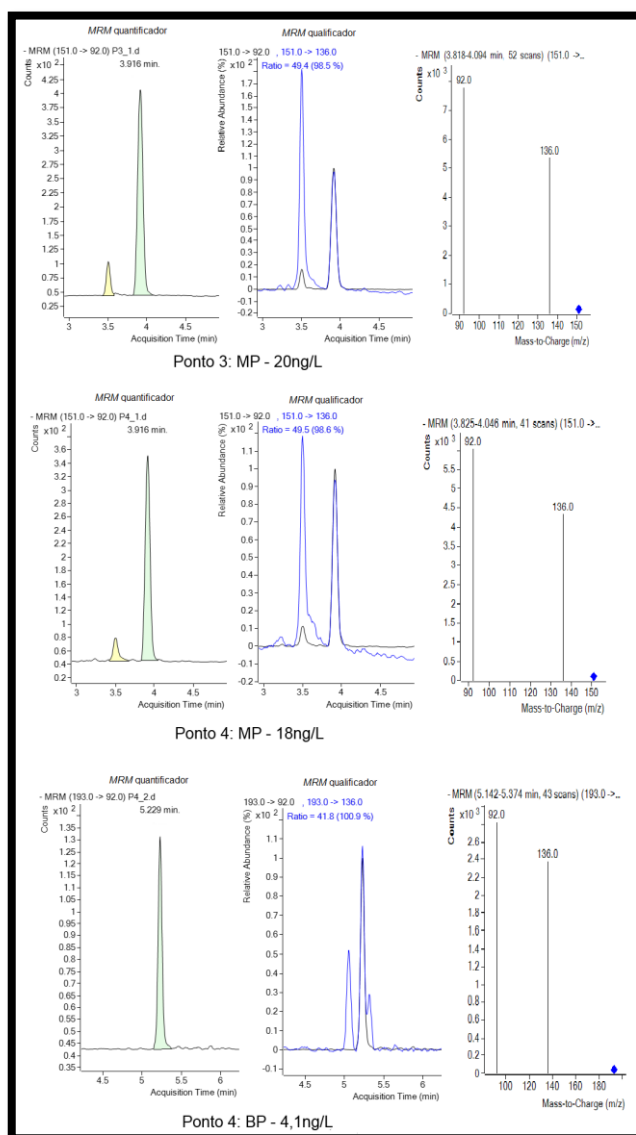 MRM quantificador
- MRM (151.0 -> 92.0) P3_1.d
x10 2
3.916 min.
Counts
4.25
4
3.75
3.5
3.25
3
2.75
2.5
2.25
2
1.75
1.5
1.25
1
0.75
0.5
0.25
3 3.5 4 4.5
Acquisition Time (min)
MRM qualificador
151.0 -> 92.0 , 151.0 -> 136.0
x10 2
Ratio = 49.4 (98.5 %)
Relative Abundance (%)
1.7
1.6
1.5
1.4
1.3
1.2
1.1
1
0.9
0.8
0.7
0.6
0.5
0.4
0.3
0.2
0.1
0
-0.1
-0.2
3 3.5 4 4.5
Acquisition Time (min)
- MRM (3.818-4.094 min, 52 scans) (151.0 ->..
x10 3
Counts
92.0
136.0
7
6
5
4
3
2
1
0
90 100 110 120 130 140 150
Mass-to-Charge (m/z)
Ponto 3: MP - 20ng/L
MRM quantificador
- MRM (151.0 -> 92.0) P4_1.d
x10 2
3.916 min.
Counts
3.6
3.4
3.2
3
2.8
2.6
2.4
2.2
2
1.8
1.6
1.4
1.2
1
0.8
0.6
0.4
0.2
3 3.5 4 4.5
Acquisition Time (min)
MRM qualificador
151.0 -> 92.0 , 151.0 -> 136.0
x10 2
Ratio = 49.5 (98.6 %)
Relative Abundance (%)
1.1
1
0.9
0.8
0.7
0.6
0.5
0.4
0.3
0.2
0.1
0
-0.1
-0.2
3 3.5 4 4.5
Acquisition Time (min)
- MRM (3.825-4.046 min, 41 scans) (151.0 ->..
x10 3
Counts
92.0
136.0
5.5
5
4.5
4
3.5
3
2.5
2
1.5
1
0.5
0
90 100 110 120 130 140 150
Mass-to-Charge (m/z)
Ponto 4: MP - 18ng/L
MRM quantificador
- MRM (193.0 -> 92.0) P4_2.d
x10 2
5.229 min.
Counts
1.35
1.3
1.25
1.2
1.15
1.1
1.05
1
0.95
0.9
0.85
0.8
0.75
0.7
0.65
0.6
0.55
0.5
0.45
0.4
0.35
4.5 5 5.5 6
Acquisition Time (min)
MRM qualificador
193.0 -> 92.0 , 193.0 -> 136.0
x10 2
Ratio = 41.8 (100.9 %)
Relative Abundance (%)
1.1
1
0.9
0.8
0.7
0.6
0.5
0.4
0.3
0.2
0.1
0
-0.1
4.5 5 5.5 6
Acquisition Time (min)
- MRM (5.142-5.374 min, 43 scans) (193.0 ->..
x10 3
Counts
92.0
136.0
2.6
2.4
2.2
2
1.8
1.6
1.4
1.2
1
0.8
0.6
0.4
0.2
0
100 120 140 160 180
Mass-to-Charge (m/z)
Ponto 4: BP - 4,1ng/L